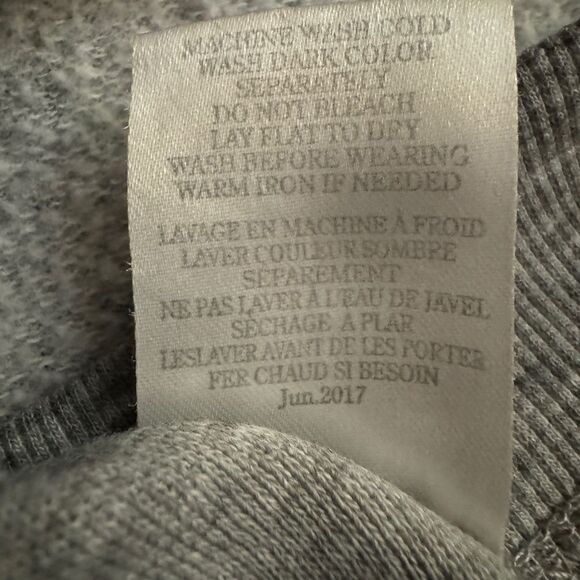 MACHINE WASH COLD
WASH DARK COLOR
SEPARATELY
DO NOT BLEACH
LAY FLAT TO DRY
WASH BEFORE WEARING
WARM IRON IF NEEDED
LAVAGE EN MACHINE À FROID
LAVER COULEUR SOMBRE
SÉPAREMENT
NE PAS LAVER À L'EAU DE JAVEL
SÉCHAGE A PLAR
LESLAVER AVANT DE LES PORTER
FER CHAUD SI BESOIN
Jun.2017